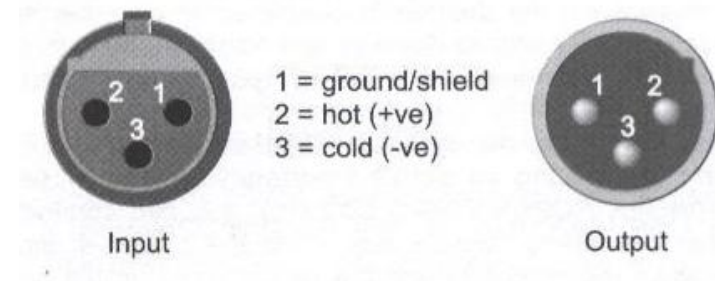 2 1
3
1 = ground/shield
2 = hot (+ve)
3 = cold (-ve)
1 2
3
Input
Output